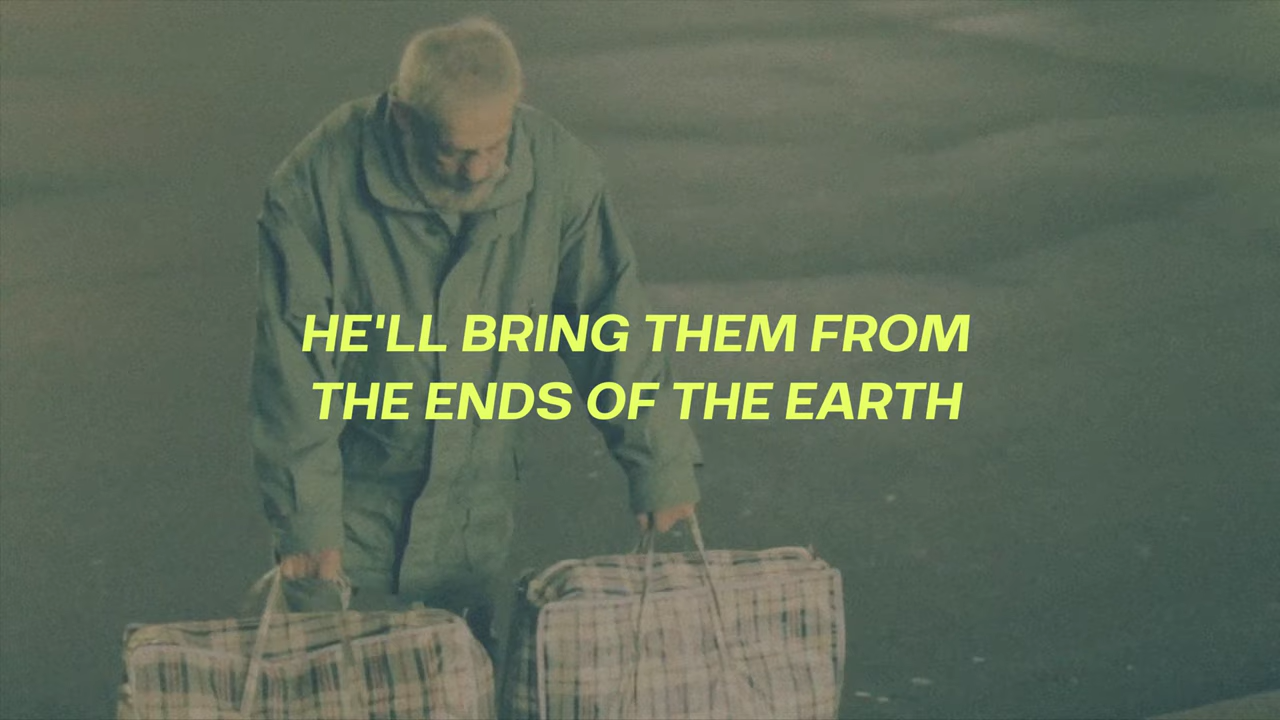 HE'LL BRING THEM FROM
THE ENDS OF THE EARTH